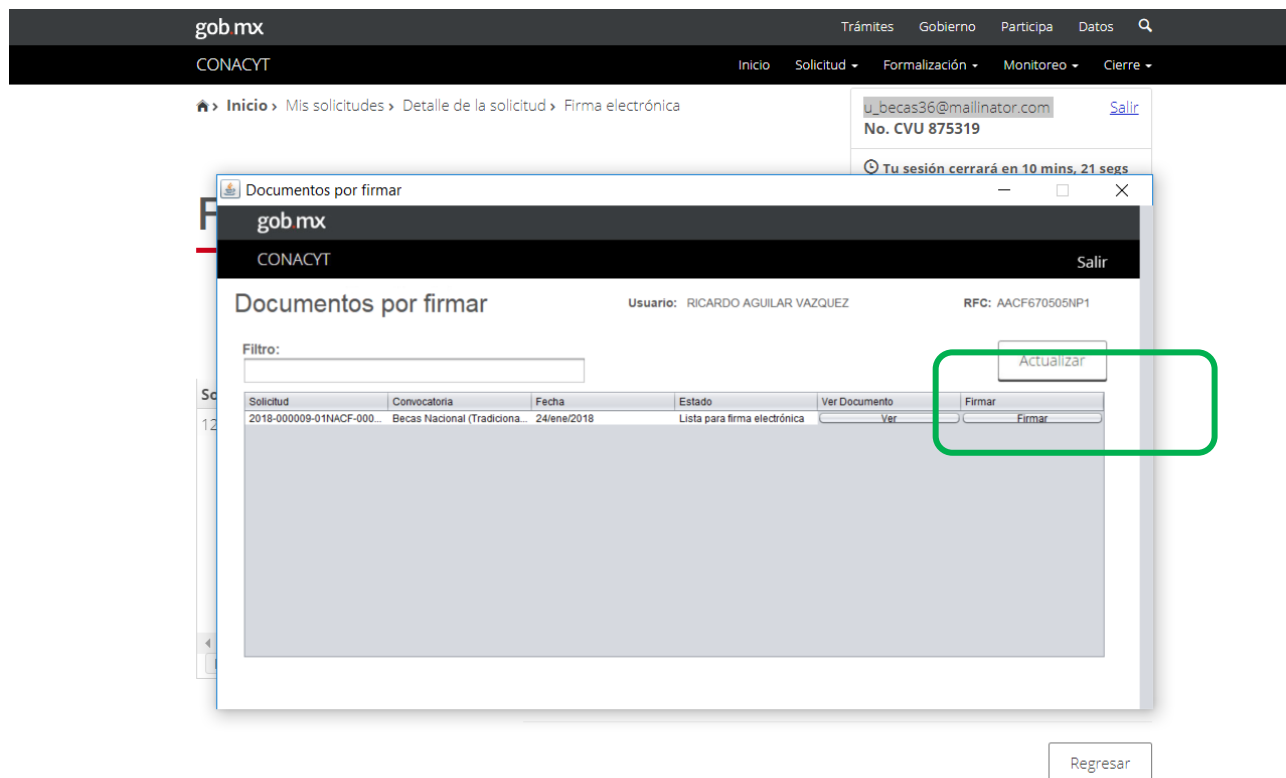 gob.mx Trámites Gobierno Participa Datos
CONACYT Inicio Solicitud Formalización Monitoreo Cierre
Inicio › Mis solicitudes › Detalle de la solicitud › Firma electrónica
u_becas36@mailinator.com Salir
No. CVU 875319
Tu sesión cerrará en 10 mins, 21 segs
Documentos por firmar
F
gob.mx
CONACYT
Salir
Documentos por firmar Usuario: RICARDO AGUILAR VAZQUEZ RFC: AACF670505NP1
Filtro:
Actualizar
So
Solicitud Convocatoria Fecha Estado Ver Documento Firmar
2018-000009-01NACF-000... Becas Nacional (Tradiciona... 24/ene/2018 Lista para firma electrónica Ver Firmar
12
Regresar